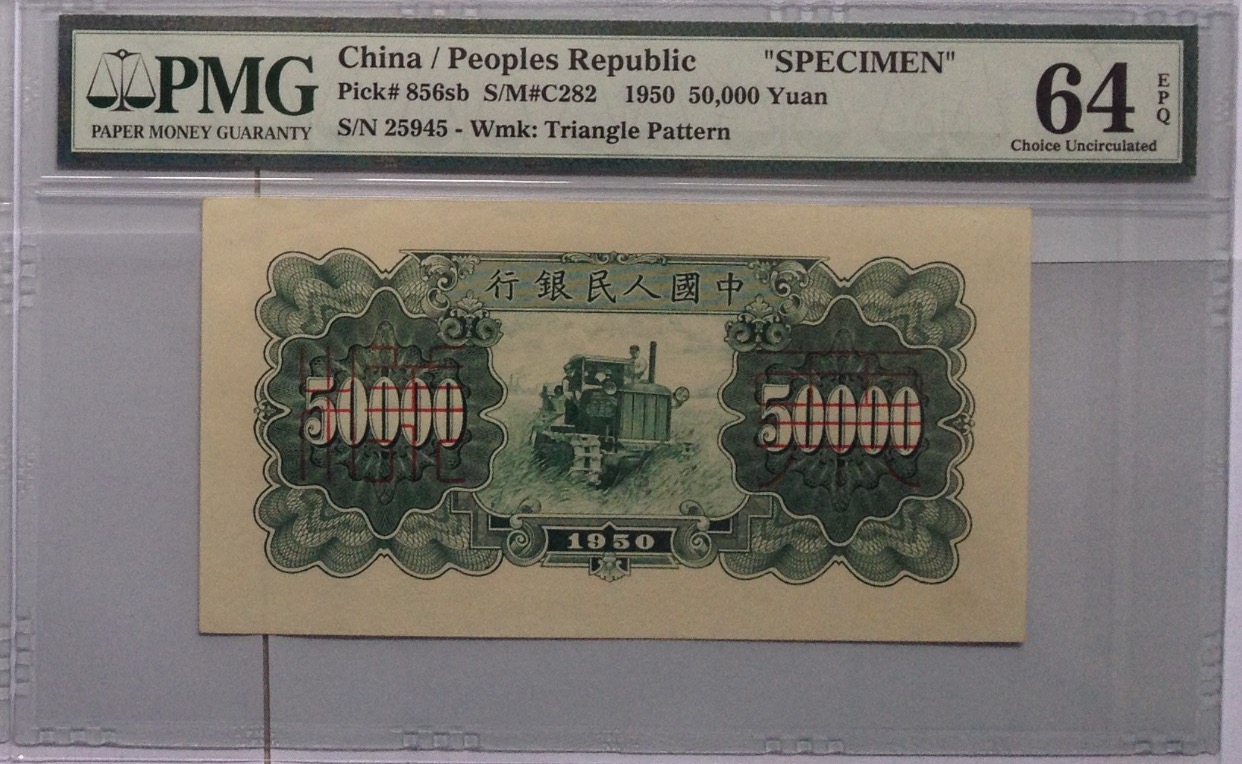 PMG
PAPER MONEY GUARANTY
China / Peoples Republic "SPECIMEN"
Pick# 856sb S/M#C282 1950 50,000 Yuan
S/N 25945 - Wmk: Triangle Pattern
64 EPQ
Choice Uncirculated
中國人民銀行
50000 50000
1950